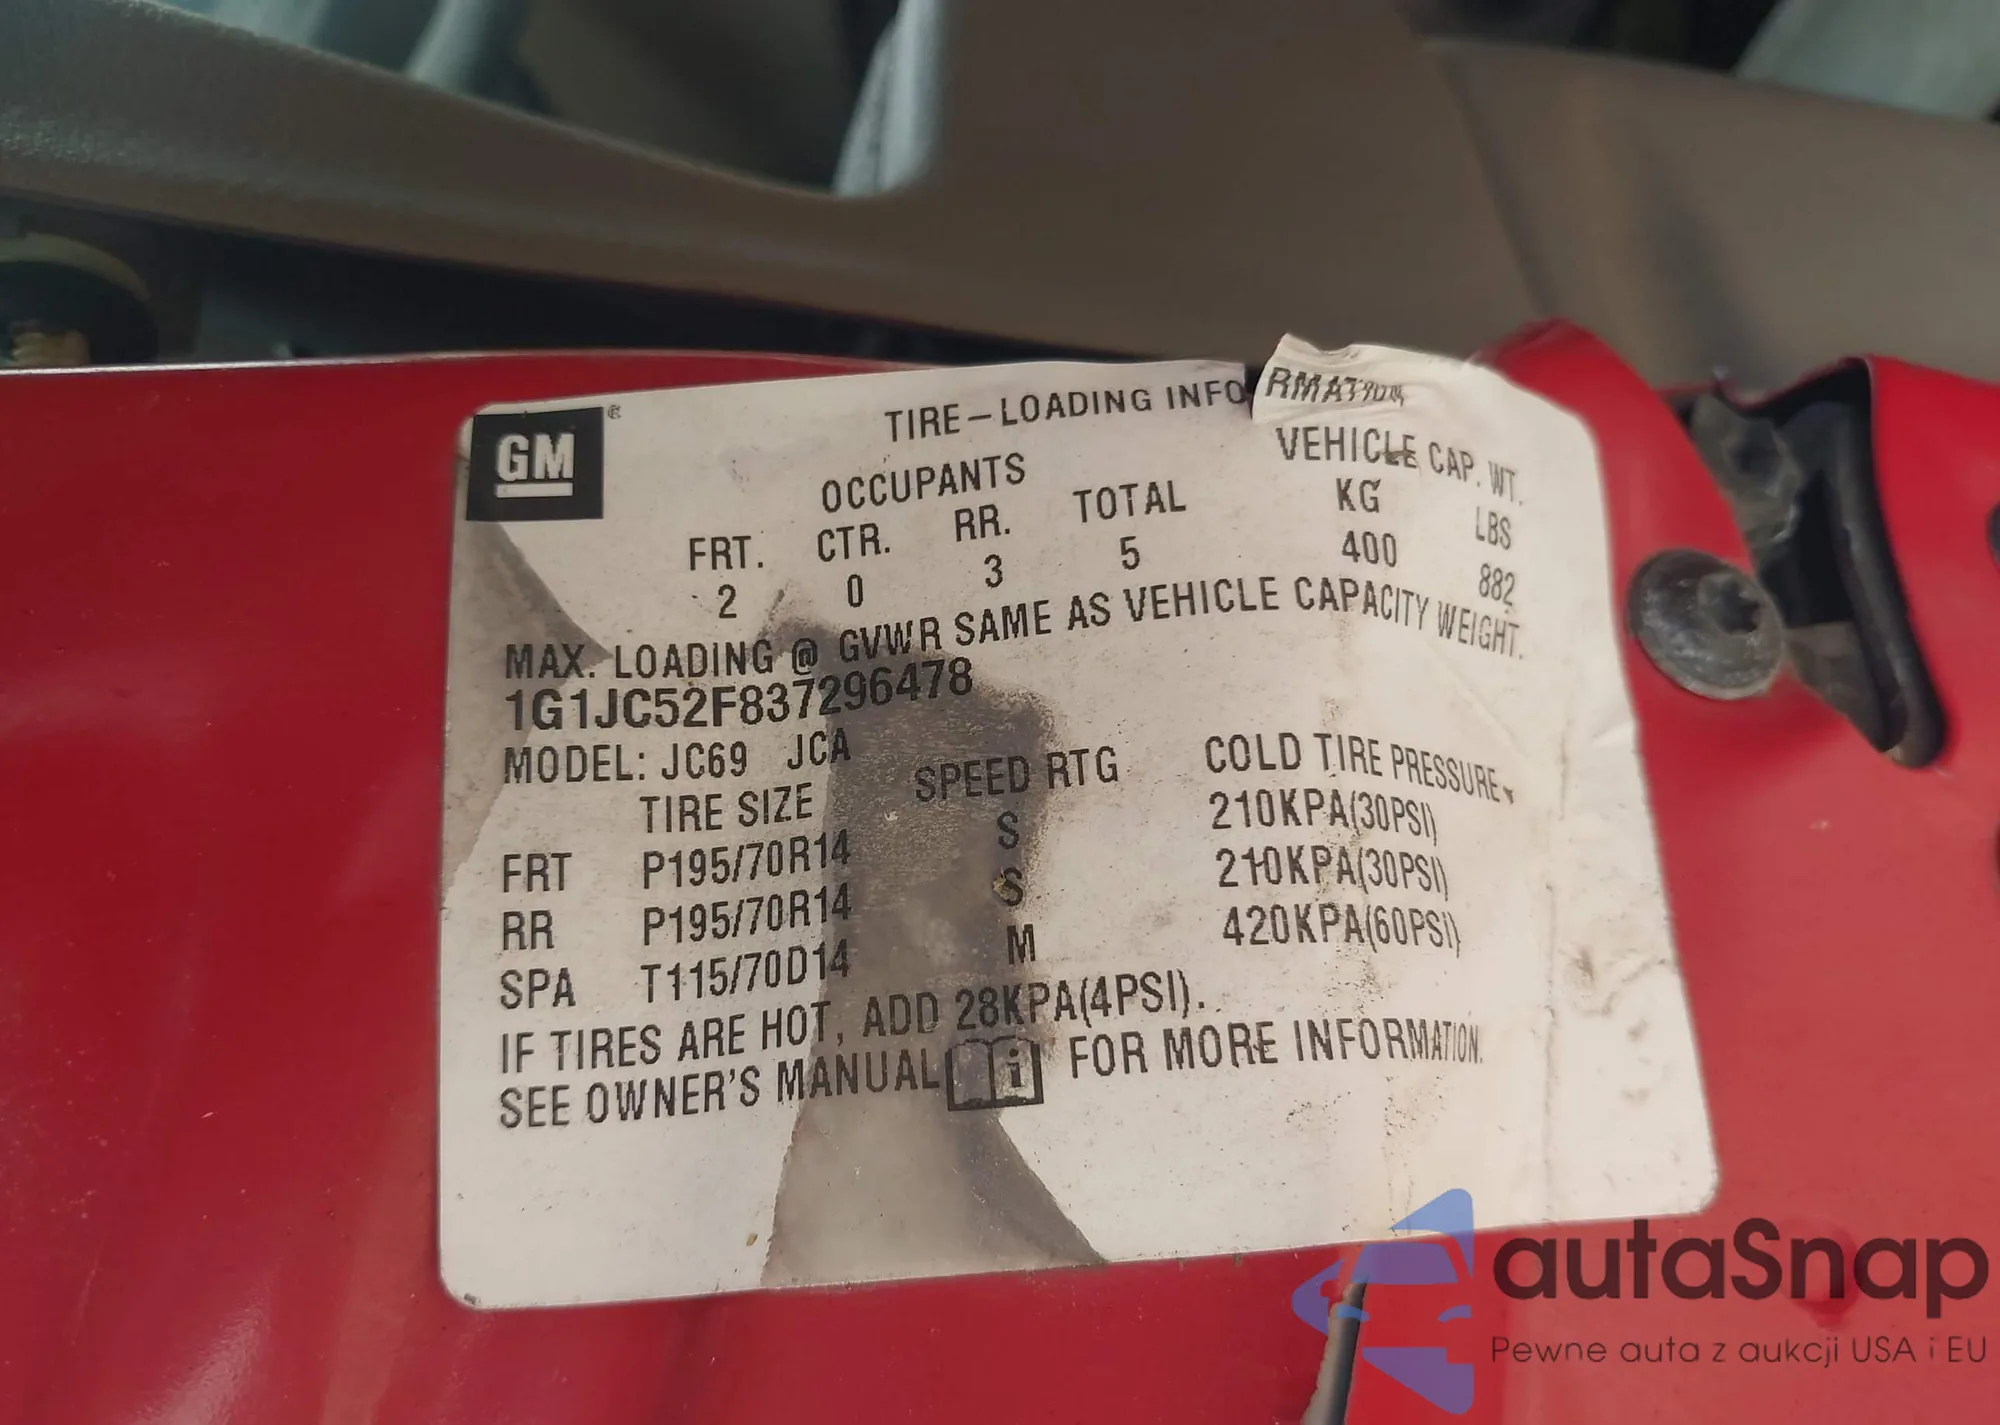 GM ®
TIRE-LOADING INFORMATION
OCCUPANTS VEHICLE CAP. WT.
FRT. CTR. RR. TOTAL KG LBS
2 0 3 5 400 882
MAX. LOADING @ GVWR SAME AS VEHICLE CAPACITY WEIGHT.
1G1JC52F837296478
MODEL: JC69 JCA
TIRE SIZE SPEED RTG COLD TIRE PRESSURE
FRT P195/70R14 S 210KPA(30PSI)
RR P195/70R14 S 210KPA(30PSI)
SPA T115/70D14 M 420KPA(60PSI)
IF TIRES ARE HOT, ADD 28KPA(4PSI).
SEE OWNER'S MANUAL i FOR MORE INFORMATION.
autaSnap
Pewne auta z aukcji USA i EU